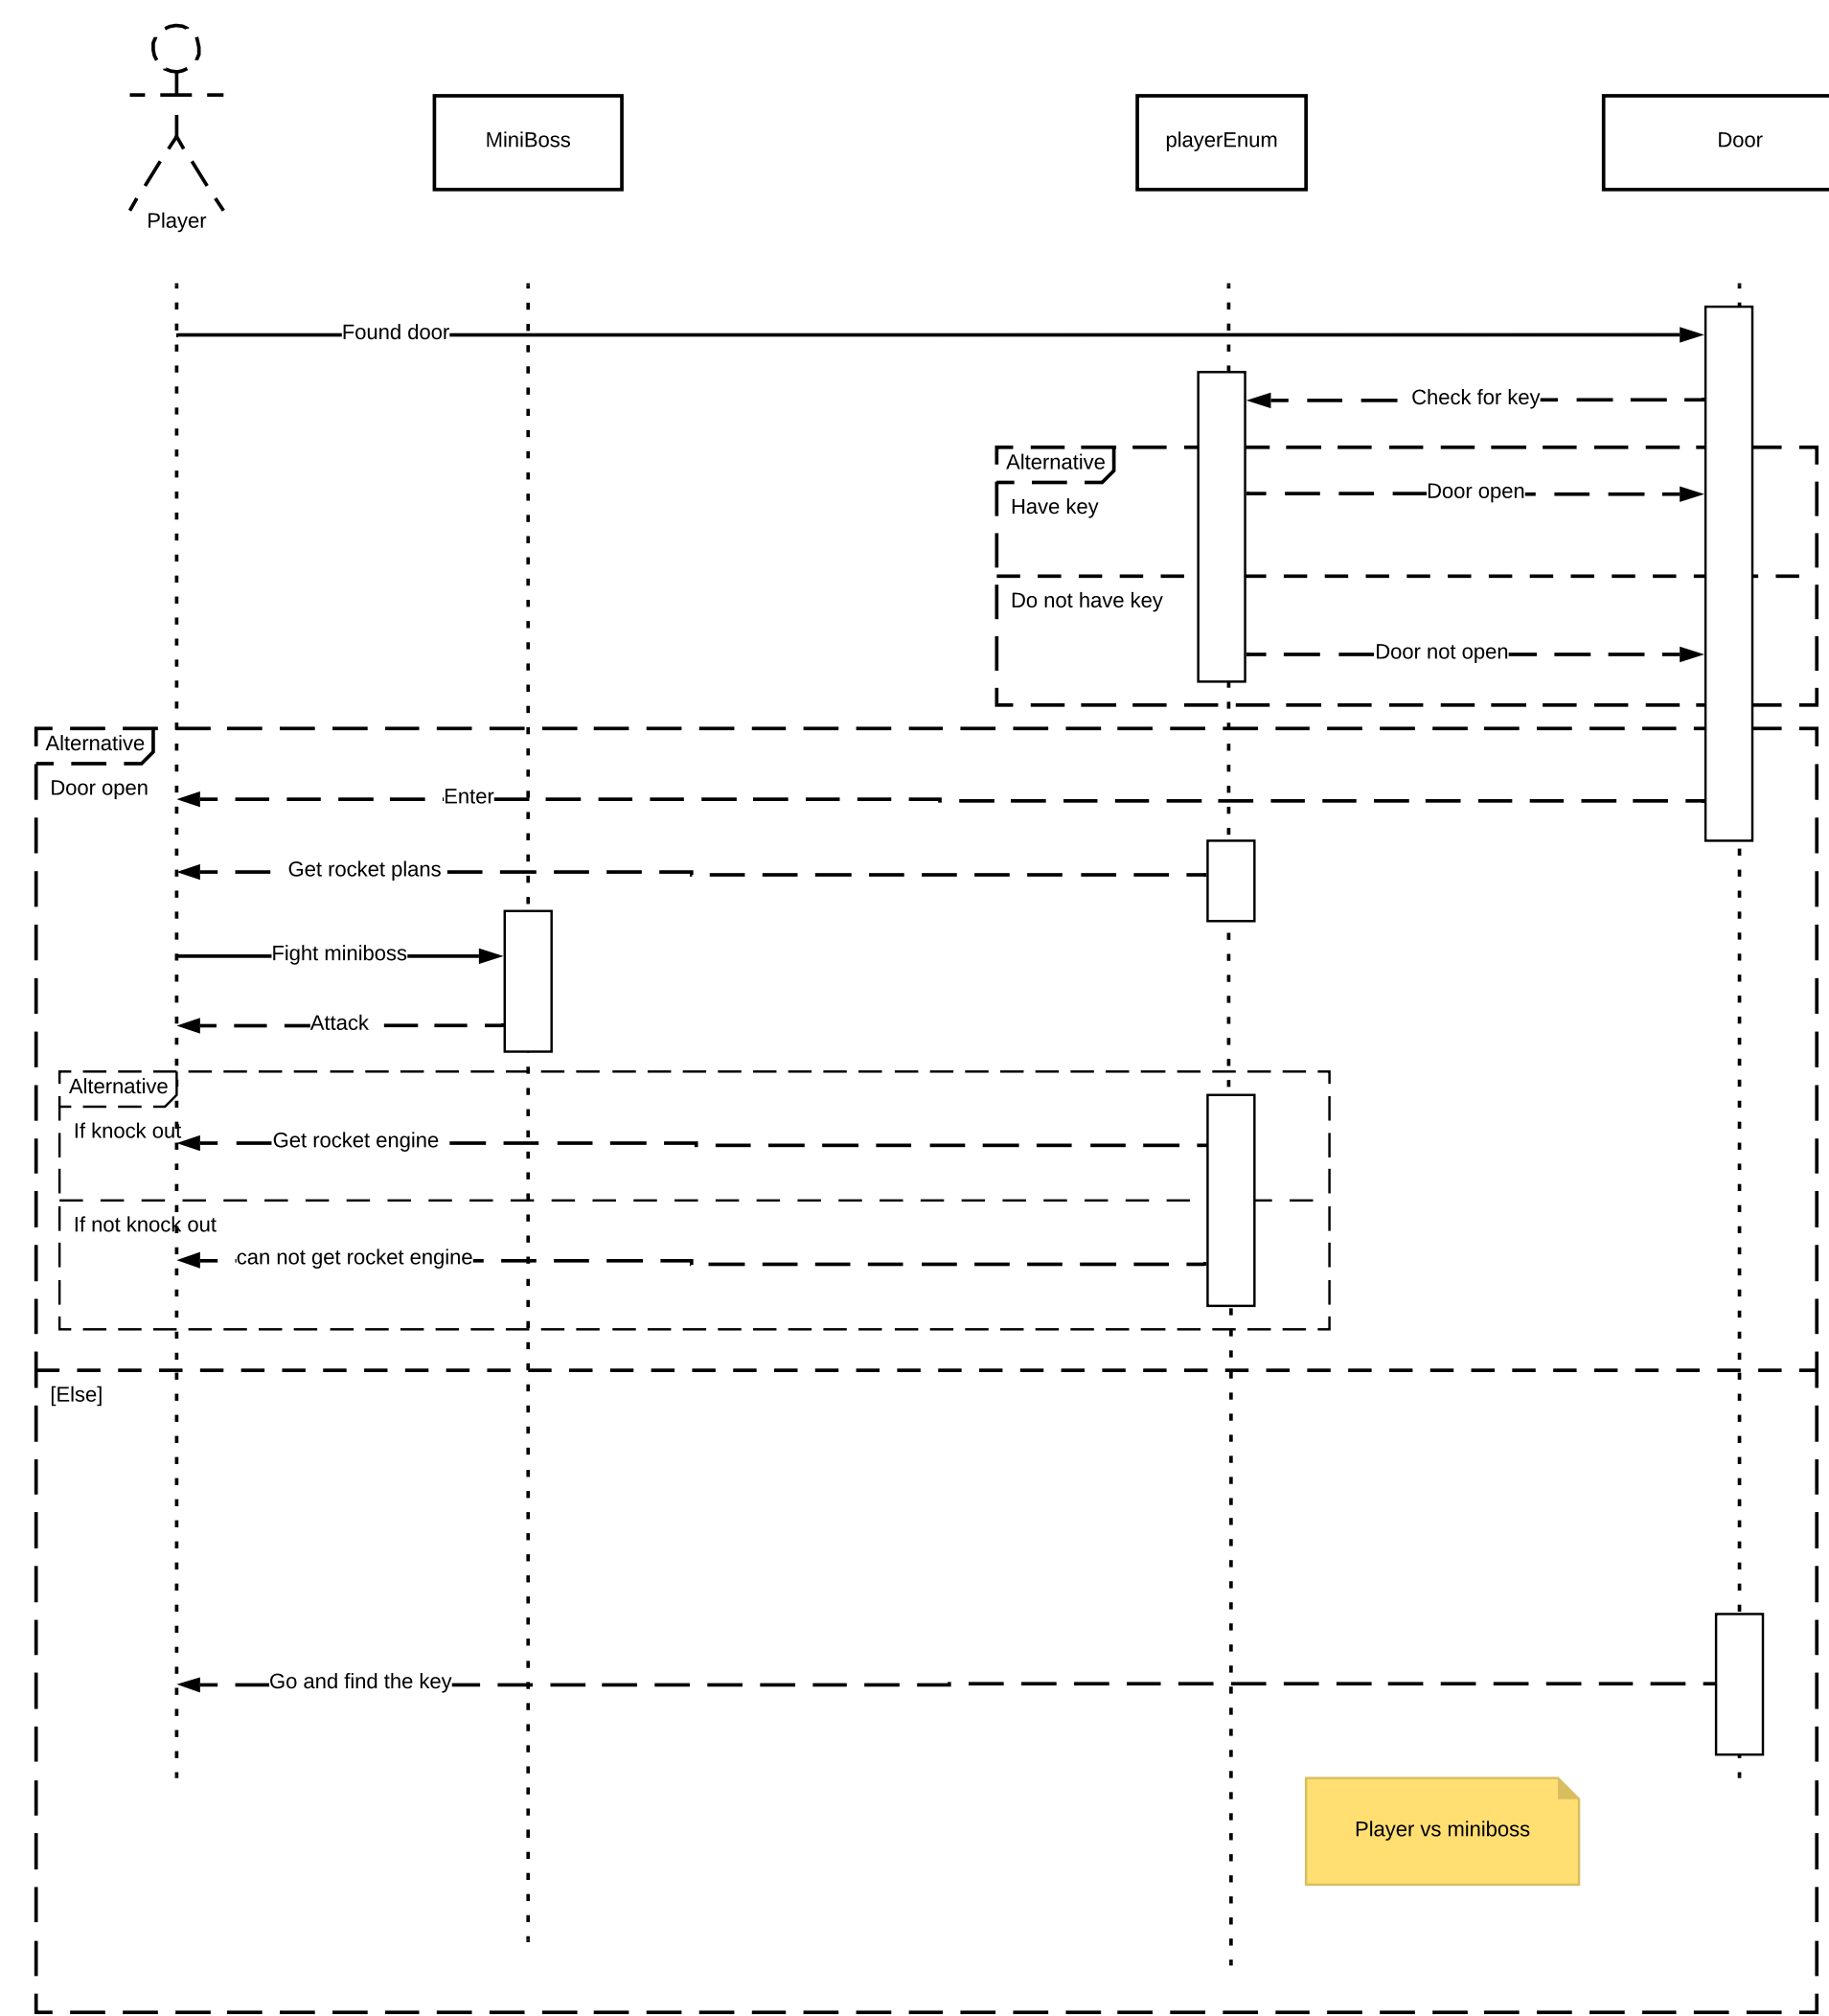 Player
MiniBoss
playerEnum
Door
Found door
Check for key
Alternative
Door open
Have key
Do not have key
Door not open
Alternative
Door open
Enter
Get rocket plans
Fight miniboss
Attack
Alternative
If knock out
Get rocket engine
If not knock out
can not get rocket engine
[Else]
Go and find the key
Player vs miniboss